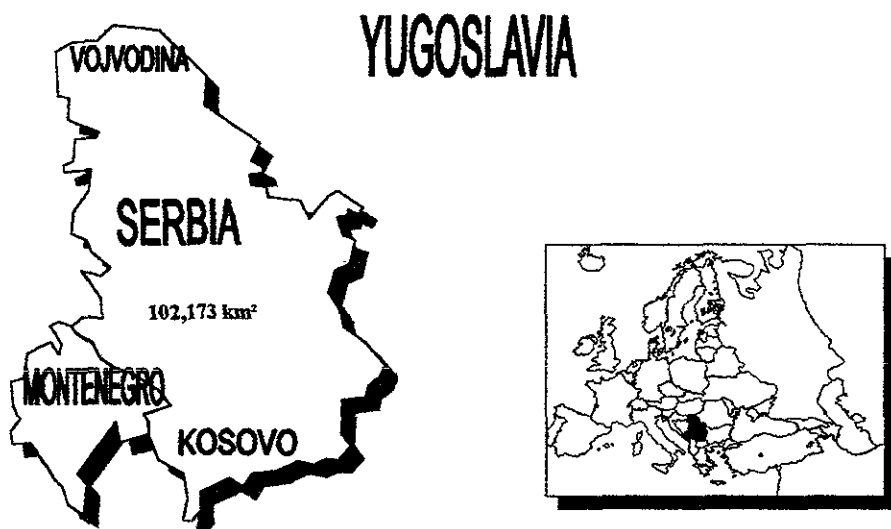 YUGOSLAVIA
VOJVODINA
SERBIA
102,173 km²
MONTENEGRO
KOSOVO